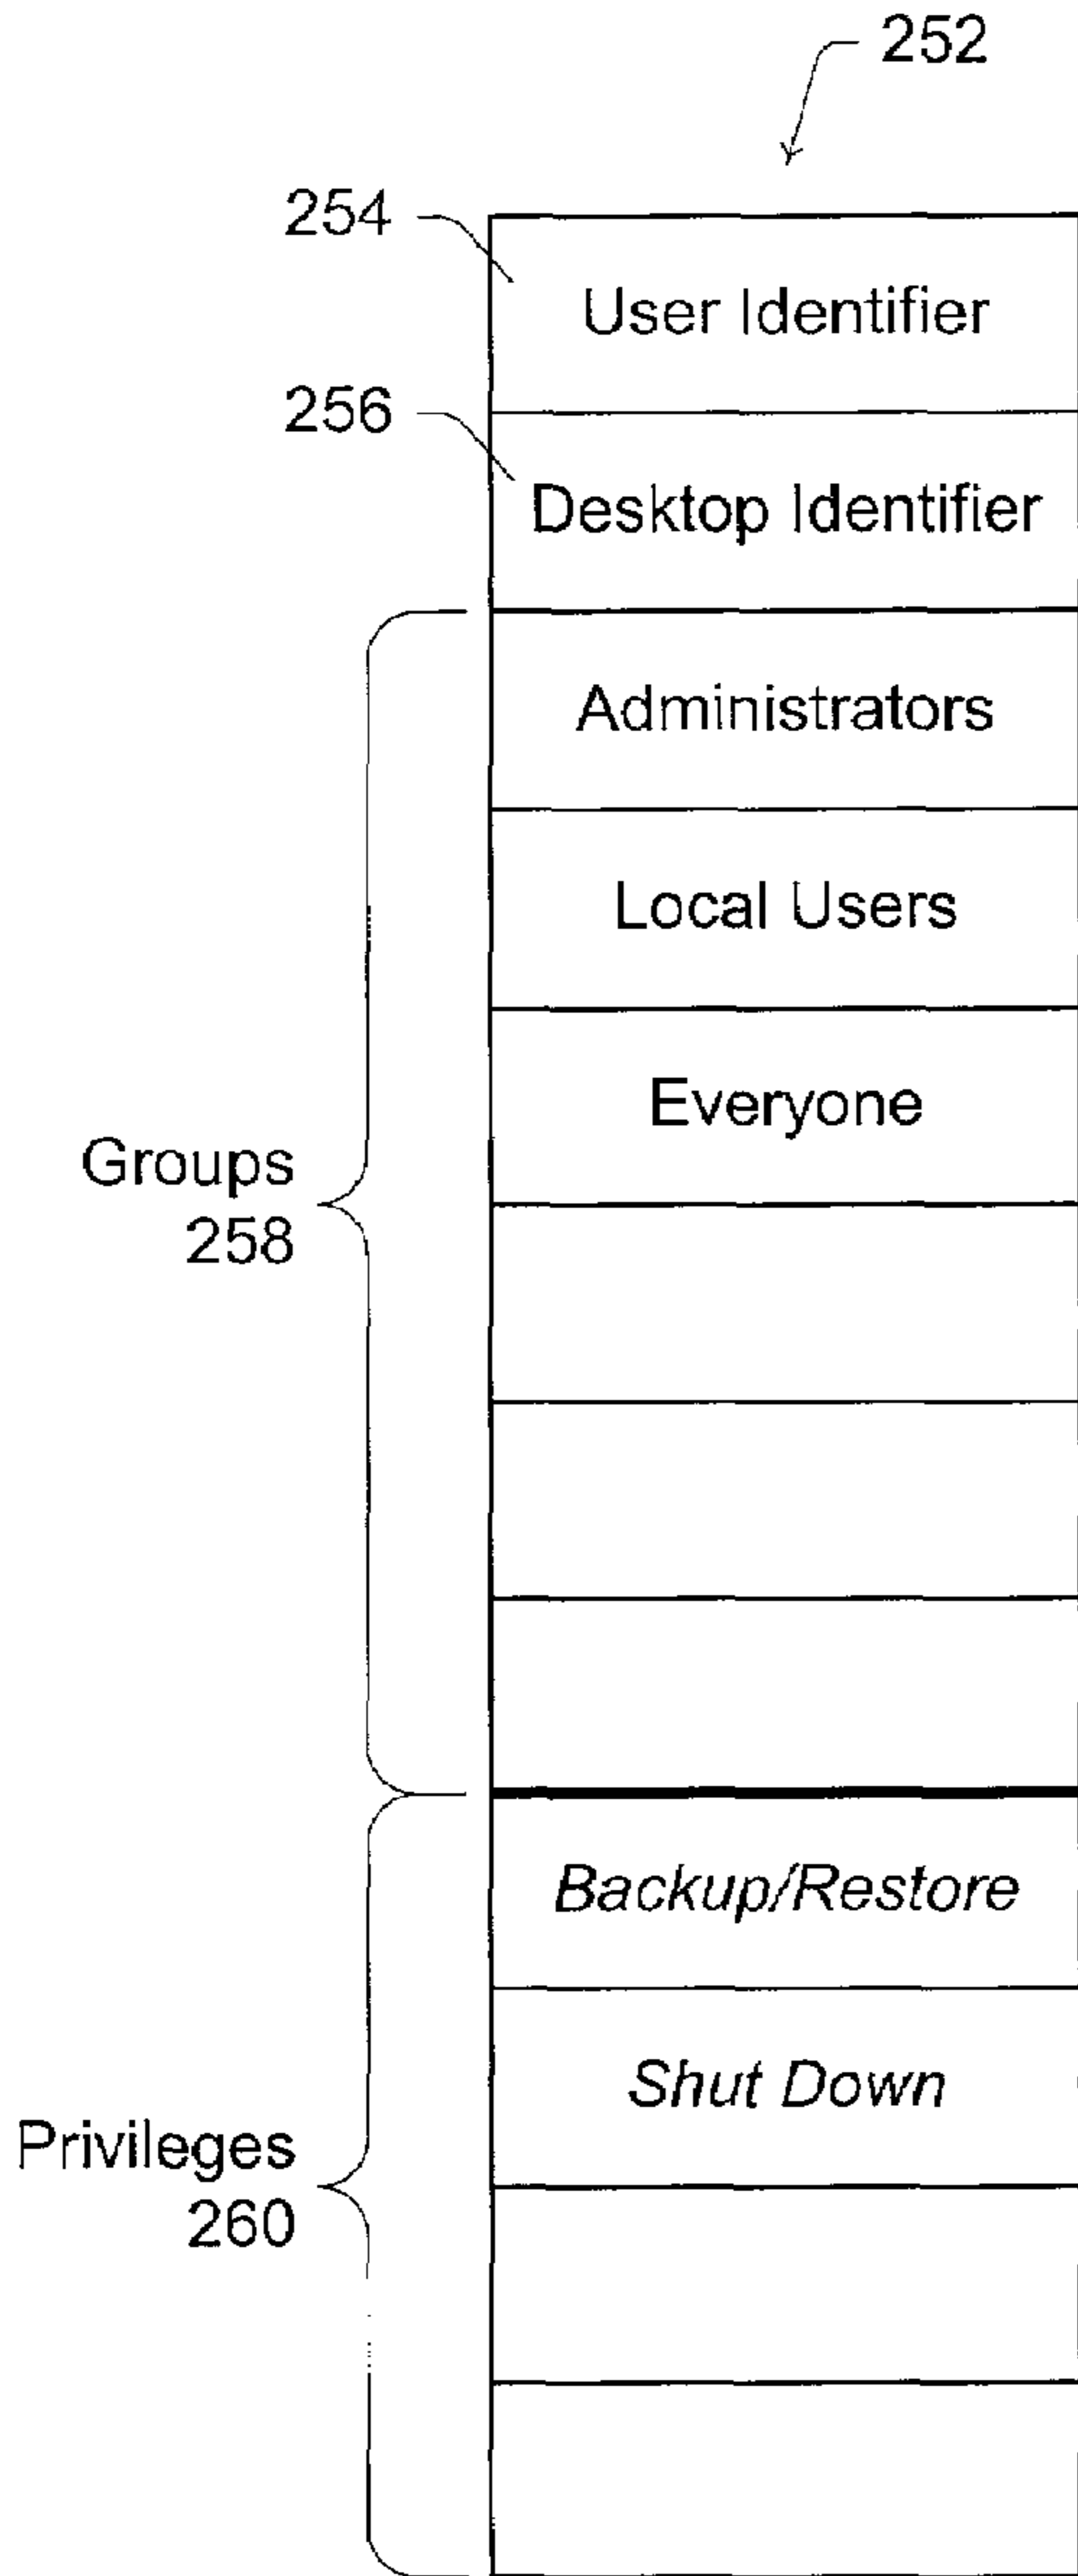 252
254
User Identifier
256
Desktop Identifier
Administrators
Local Users
Everyone
Groups
258
Backup/Restore
Shut Down
Privileges
260